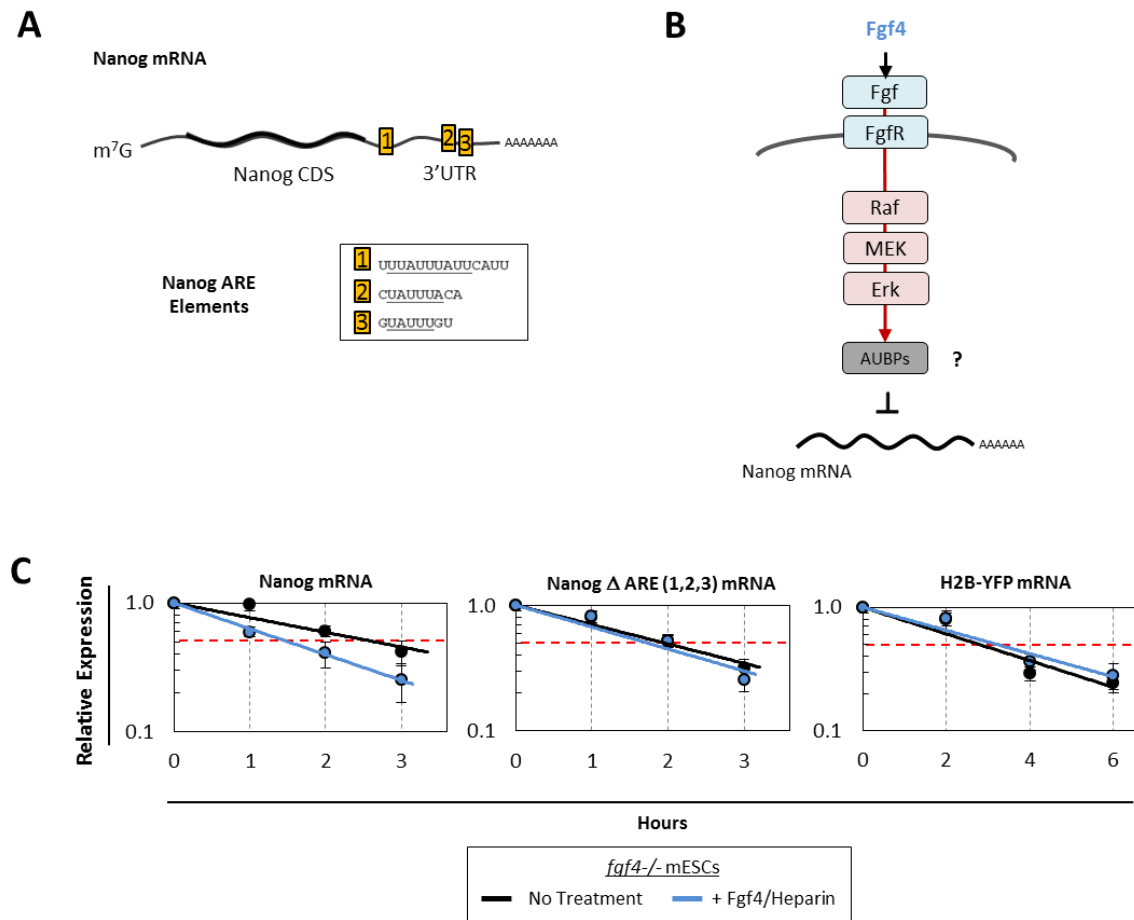 A
Nanog mRNA
m⁷G
1
2
3
AAAAAAA
Nanog CDS
3'UTR
Nanog ARE
Elements
1 UUUAUUUAUUCAUU
2 CUAUUUACA
3 GUAUUUGU
B
Fgf4
Fgf
FgfR
Raf
MEK
Erk
AUBPs ?
AAAAAA
Nanog mRNA
C
Relative Expression
Nanog mRNA
1.0
0.1
0 1 2 3
Nanog Δ ARE (1,2,3) mRNA
1.0
0.1
0 1 2 3
H2B-YFP mRNA
1.0
0.1
0 2 4 6
Hours
fgf4-/- mESCs
No Treatment + Fgf4/Heparin